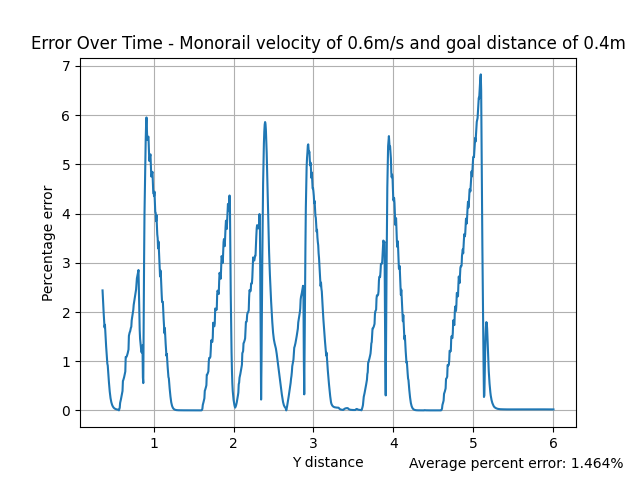 Error Over Time - Monorail velocity of 0.6m/s and goal distance of 0.4m
7
6
5
4
3
2
1
0
Percentage error
1 2 3 4 5 6
Y distance
Average percent error: 1.464%